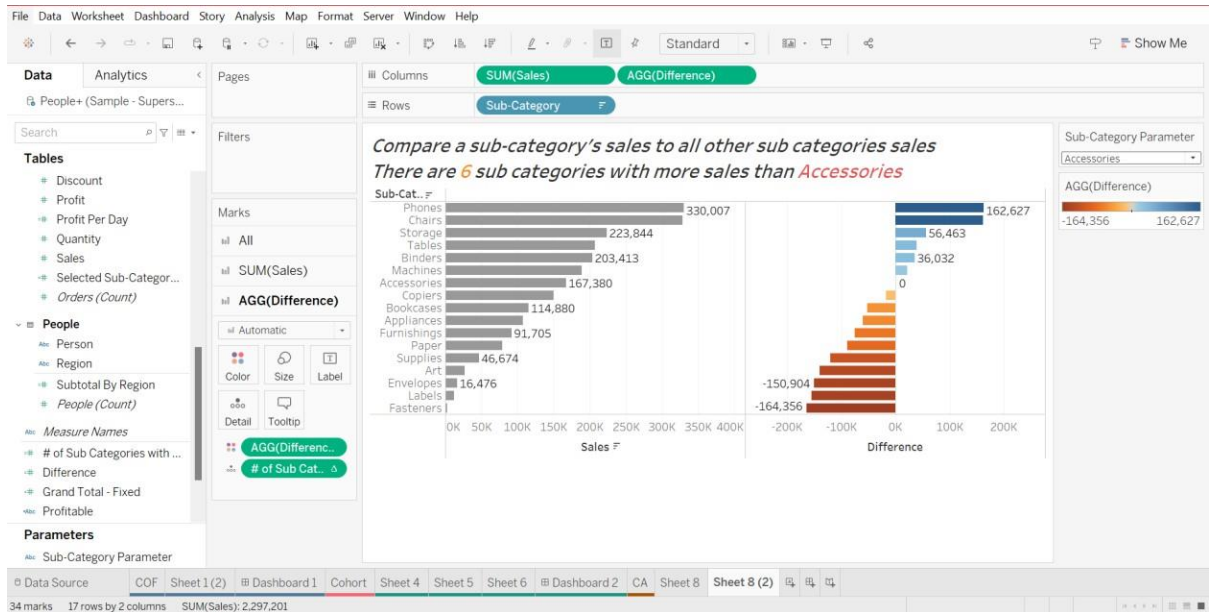 File Data Worksheet Dashboard Story Analysis Map Format Server Window Help
Standard
Show Me
Data Analytics
People+ (Sample - Supers...
Search
Tables
Discount
Profit
Profit Per Day
Quantity
Sales
Selected Sub-Categor...
Orders (Count)
People
Person
Region
Subtotal By Region
People (Count)
Measure Names
# of Sub Categories with ...
Difference
Grand Total - Fixed
Profitable
Parameters
Sub-Category Parameter
Pages
Filters
Marks
All
SUM(Sales)
AGG(Difference)
Automatic
Color Size Label
Detail Tooltip
AGG(Differenc..
# of Sub Cat..
Columns SUM(Sales) AGG(Difference)
Rows Sub-Category
Compare a sub-category's sales to all other sub categories sales
There are 6 sub categories with more sales than Accessories
Sub-Cat..
Phones 330,007 162,627
Chairs
Storage 223,844 56,463
Tables
Binders 203,413 36,032
Machines
Accessories 167,380 0
Copiers
Bookcases 114,880
Appliances
Furnishings 91,705
Paper
Supplies 46,674
Art
Envelopes 16,476 -150,904
Labels
Fasteners -164,356
0K 50K 100K 150K 200K 250K 300K 350K 400K -200K -100K 0K 100K 200K
Sales Difference
Sub-Category Parameter
Accessories
AGG(Difference)
-164,356 162,627
Data Source COF Sheet 1 (2) Dashboard 1 Cohort Sheet 4 Sheet 5 Sheet 6 Dashboard 2 CA Sheet 8 Sheet 8 (2)
34 marks 17 rows by 2 columns SUM(Sales): 2,297,201